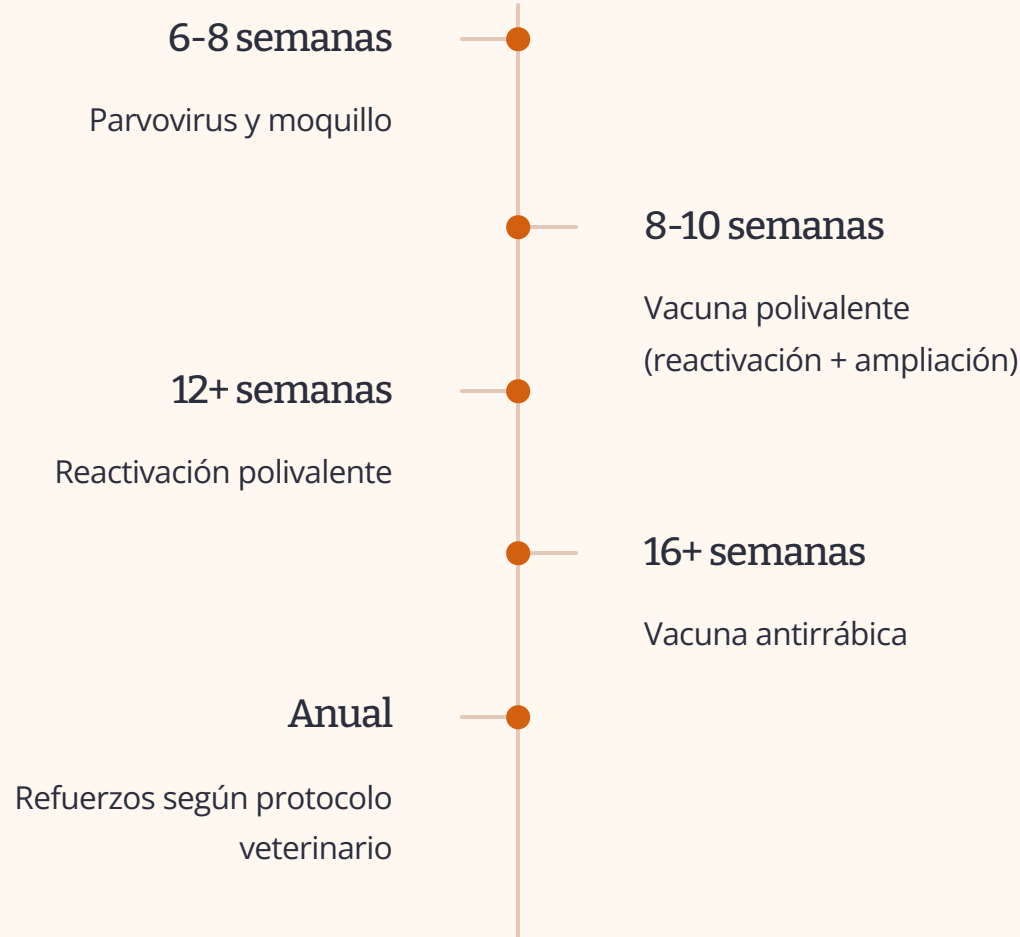 6-8 semanas
Parvovirus y moquillo
8-10 semanas
Vacuna polivalente
(reactivación + ampliación)
12+ semanas
Reactivación polivalente
16+ semanas
Vacuna antirrábica
Anual
Refuerzos según protocolo
veterinario